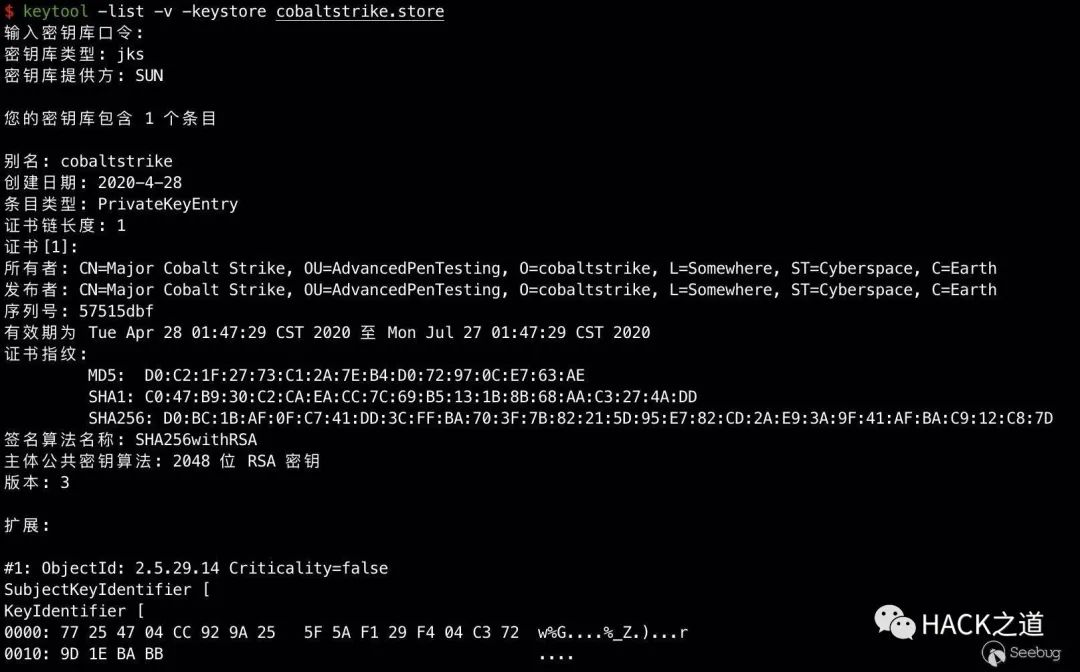 $ keytool -list -v -keystore cobaltstrike.store
输入密钥库口令:
密钥库类型: jks
密钥库提供方: SUN
您的密钥库包含 1 个条目
别名: cobaltstrike
创建日期: 2020-4-28
条目类型: PrivateKeyEntry
证书链长度: 1
证书[1]:
所有者: CN=Major Cobalt Strike, OU=AdvancedPenTesting, O=cobaltstrike, L=Somewhere, ST=Cyberspace, C=Earth
发布者: CN=Major Cobalt Strike, OU=AdvancedPenTesting, O=cobaltstrike, L=Somewhere, ST=Cyberspace, C=Earth
序列号: 57515dbf
有效期为 Tue Apr 28 01:47:29 CST 2020 至 Mon Jul 27 01:47:29 CST 2020
证书指纹:
MD5: D0:C2:1F:27:73:C1:2A:7E:B4:D0:72:97:0C:E7:63:AE
SHA1: C0:47:B9:30:C2:CA:EA:CC:7C:69:B5:13:1B:8B:68:AA:C3:27:4A:DD
SHA256: D0:BC:1B:AF:0F:C7:41:DD:3C:FF:BA:70:3F:7B:82:21:5D:95:E7:82:CD:2A:E9:3A:9F:41:AF:BA:C9:12:C8:7D
签名算法名称: SHA256withRSA
主体公共密钥算法: 2048 位 RSA 密钥
版本: 3
扩展:
#1: ObjectId: 2.5.29.14 Criticality=false
SubjectKeyIdentifier [
KeyIdentifier [
0000: 77 25 47 04 CC 92 9A 25 5F 5A F1 29 F4 04 C3 72 w%G....%_Z.)...r
0010: 9D 1E BA BB ....
HACK之道
Seebug